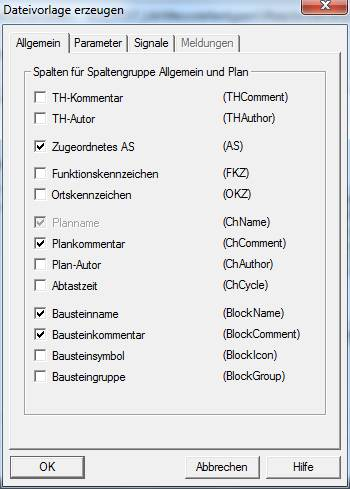 Dateivorlage erzeugen
Allgemein Parameter Signale Meldungen
Spalten für Spaltengruppe Allgemein und Plan
TH-Kommentar (THComment)
TH-Autor (THAuthor)
Zugeordnetes AS (AS)
Funktionskennzeichen (FKZ)
Ortskennzeichen (OKZ)
Planname (ChName)
Plankommentar (ChComment)
Plan-Autor (ChAuthor)
Abtastzeit (ChCycle)
Bausteinname (BlockName)
Bausteinkommentar (BlockComment)
Bausteinsymbol (BlockIcon)
Bausteingruppe (BlockGroup)
OK Abbrechen Hilfe